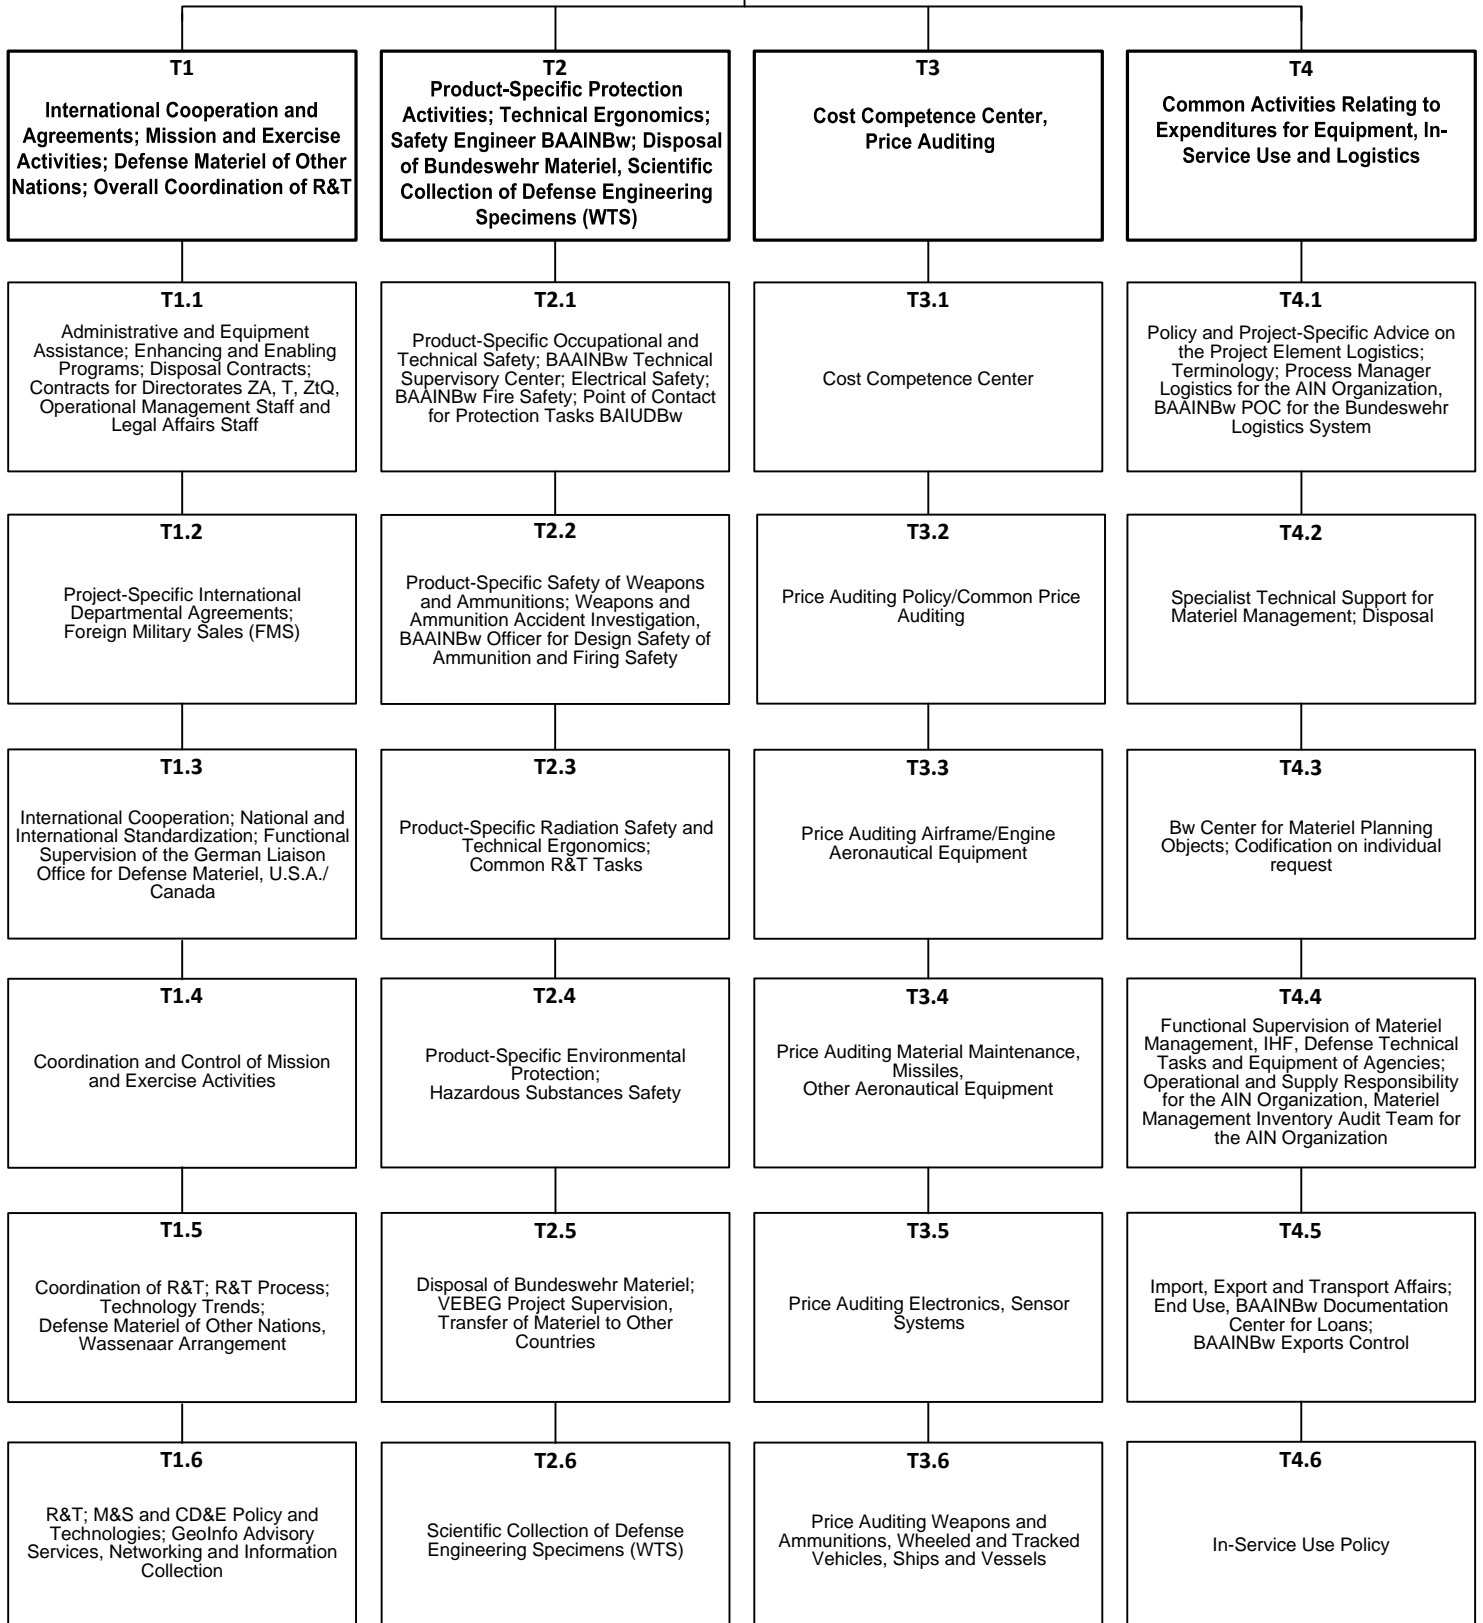 T1
International Cooperation and
Agreements; Mission and Exercise
Activities; Defense Materiel of Other
Nations; Overall Coordination of R&T
T2
Product-Specific Protection
Activities; Technical Ergonomics;
Safety Engineer BAAINBw; Disposal
of Bundeswehr Materiel, Scientific
Collection of Defense Engineering
Specimens (WTS)
T3
Cost Competence Center,
Price Auditing
T4
Common Activities Relating to
Expenditures for Equipment, In-
Service Use and Logistics
T1.1
Administrative and Equipment
Assistance; Enhancing and Enabling
Programs; Disposal Contracts;
Contracts for Directorates ZA, T, ZtQ,
Operational Management Staff and
Legal Affairs Staff
T2.1
Product-Specific Occupational and
Technical Safety; BAAINBw Technical
Supervisory Center; Electrical Safety;
BAAINBw Fire Safety; Point of Contact
for Protection Tasks BAIUDBw
T3.1
Cost Competence Center
T4.1
Policy and Project-Specific Advice on
the Project Element Logistics;
Terminology; Process Manager
Logistics for the AIN Organization,
BAAINBw POC for the Bundeswehr
Logistics System
T1.2
Project-Specific International
Departmental Agreements;
Foreign Military Sales (FMS)
T2.2
Product-Specific Safety of Weapons
and Ammunitions; Weapons and
Ammunition Accident Investigation,
BAAINBw Officer for Design Safety of
Ammunition and Firing Safety
T3.2
Price Auditing Policy/Common Price
Auditing
T4.2
Specialist Technical Support for
Materiel Management; Disposal
T1.3
International Cooperation; National and
International Standardization; Functional
Supervision of the German Liaison
Office for Defense Materiel, U.S.A./
Canada
T2.3
Product-Specific Radiation Safety and
Technical Ergonomics;
Common R&T Tasks
T3.3
Price Auditing Airframe/Engine
Aeronautical Equipment
T4.3
Bw Center for Materiel Planning
Objects; Codification on individual
request
T1.4
Coordination and Control of Mission
and Exercise Activities
T2.4
Product-Specific Environmental
Protection;
Hazardous Substances Safety
T3.4
Price Auditing Material Maintenance,
Missiles,
Other Aeronautical Equipment
T4.4
Functional Supervision of Materiel
Management, IHF, Defense Technical
Tasks and Equipment of Agencies;
Operational and Supply Responsibility
for the AIN Organization, Materiel
Management Inventory Audit Team for
the AIN Organization
T1.5
Coordination of R&T; R&T Process;
Technology Trends;
Defense Materiel of Other Nations,
Wassenaar Arrangement
T2.5
Disposal of Bundeswehr Materiel;
VEBEG Project Supervision,
Transfer of Materiel to Other
Countries
T3.5
Price Auditing Electronics, Sensor
Systems
T4.5
Import, Export and Transport Affairs;
End Use, BAAINBw Documentation
Center for Loans;
BAAINBw Exports Control
T1.6
R&T; M&S and CD&E Policy and
Technologies; GeoInfo Advisory
Services, Networking and Information
Collection
T2.6
Scientific Collection of Defense
Engineering Specimens (WTS)
T3.6
Price Auditing Weapons and
Ammunitions, Wheeled and Tracked
Vehicles, Ships and Vessels
T4.6
In-Service Use Policy